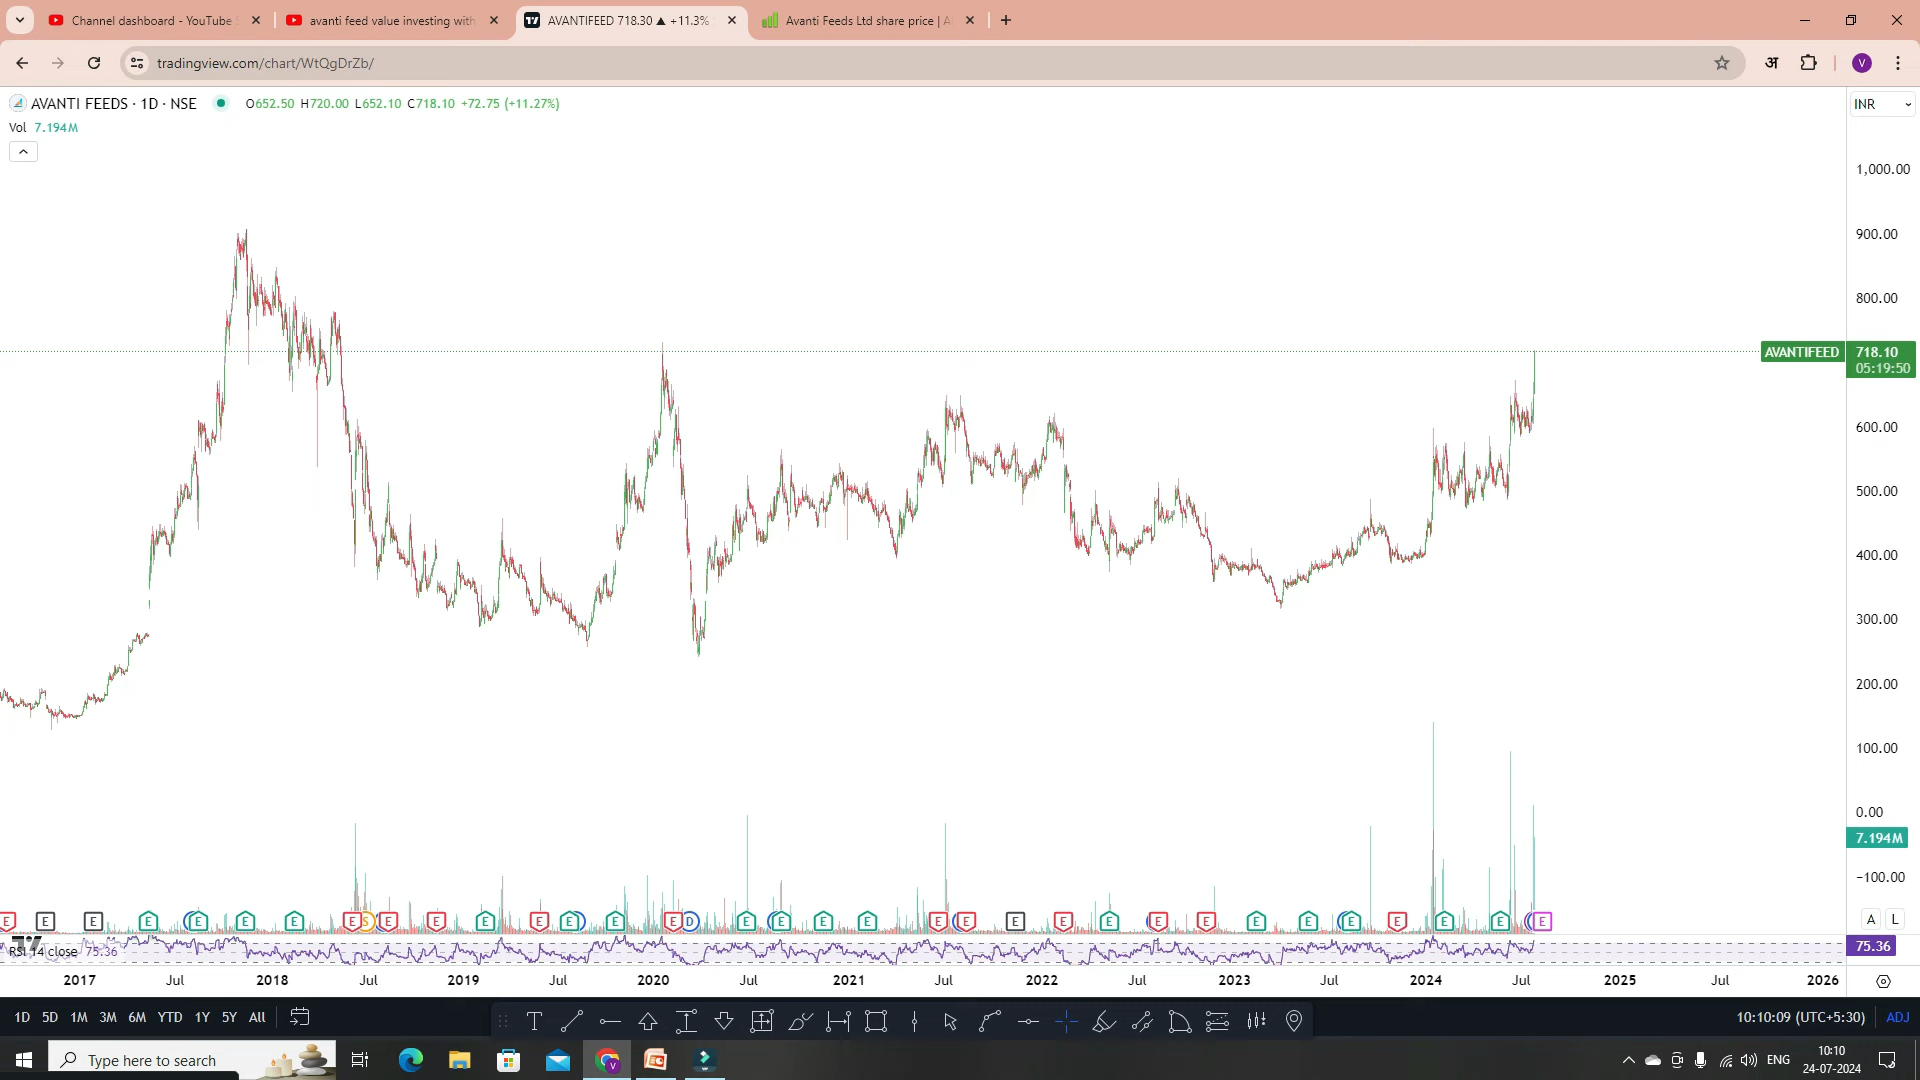 Channel dashboard - YouTube
avanti feed value investing with
AVANTIFEED 718.30 ▲ +11.3%
Avanti Feeds Ltd share price |
tradingview.com/chart/WtQgDrZb/
अ
V
AVANTI FEEDS · 1D · NSE O652.50 H720.00 L652.10 C718.10 +72.75 (+11.27%)
INR
Vol 7.194M
1,000.00
900.00
800.00
AVANTIFEED 718.10
05:19:50
600.00
500.00
400.00
300.00
200.00
100.00
0.00
7.194M
−100.00
E E E E E E E E S E E E E E E E D E E E E E E E E E E E E E E E E E E
A L
RSI 14 close 75.36
75.36
2017 Jul 2018 Jul 2019 Jul 2020 Jul 2021 Jul 2022 Jul 2023 Jul 2024 Jul 2025 Jul 2026
1D 5D 1M 3M 6M YTD 1Y 5Y All
10:10:09 (UTC+5:30) ADJ
Type here to search
ENG
10:10
24-07-2024